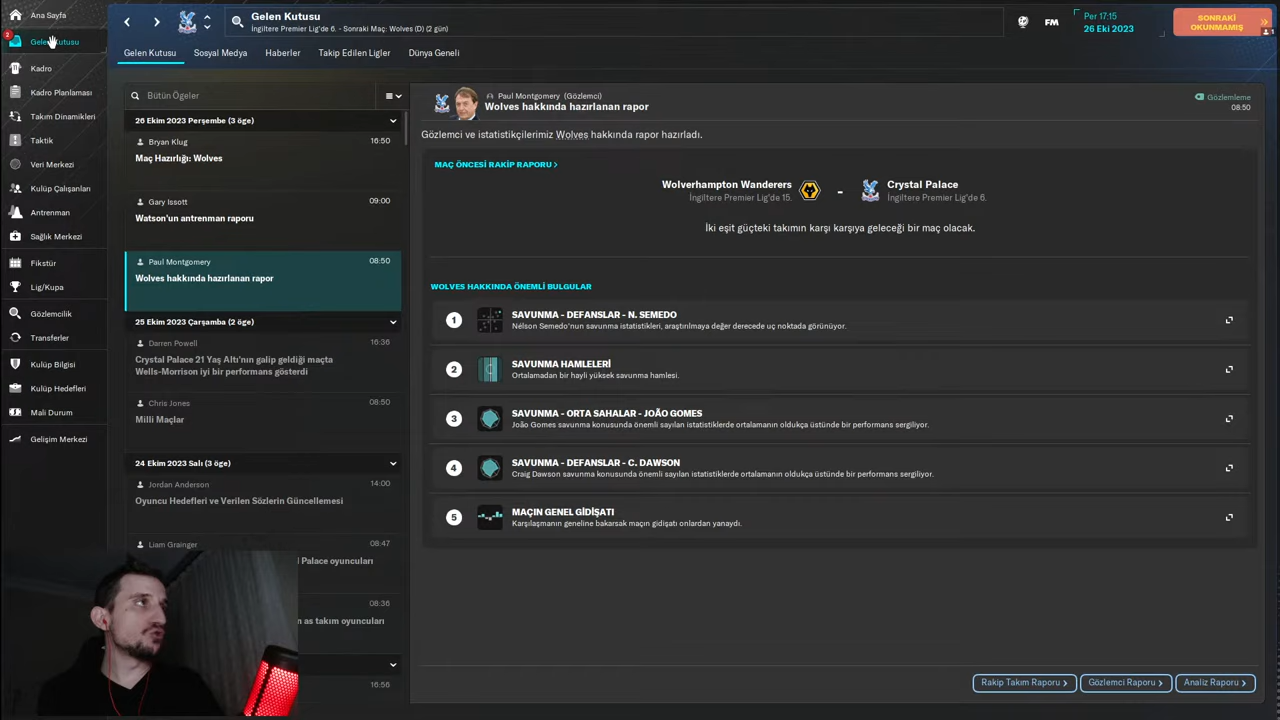 Ana Sayfa
2
Gelen Kutusu
Kadro
Kadro Planlaması
Takım Dinamikleri
Taktik
Veri Merkezi
Kulüp Çalışanları
Antrenman
Sağlık Merkezi
Fikstür
Lig/Kupa
Gözlemcilik
Transferler
Kulüp Bilgisi
Kulüp Hedefleri
Mali Durum
Gelişim Merkezi
Gelen Kutusu
İngiltere Premier Lig'de 6. - Sonraki Maç: Wolves (D) (2 gün)
FM
Per 17:15
26 Eki 2023
SONRAKİ
OKUNMAMIŞ
1
Gelen Kutusu
Sosyal Medya
Haberler
Takip Edilen Ligler
Dünya Geneli
Bütün Ögeler
26 Ekim 2023 Perşembe (3 öge)
Bryan Klug 16:50
Maç Hazırlığı: Wolves
Gary Issott 09:00
Watson'un antrenman raporu
Paul Montgomery 08:50
Wolves hakkında hazırlanan rapor
25 Ekim 2023 Çarşamba (2 öge)
Darren Powell 16:36
Crystal Palace 21 Yaş Altı'nın galip geldiği maçta
Wells-Morrison iyi bir performans gösterdi
Chris Jones 08:50
Milli Maçlar
24 Ekim 2023 Salı (3 öge)
Jordan Anderson 14:00
Oyuncu Hedefleri ve Verilen Sözlerin Güncellemesi
Liam Grainger 08:47
Palace oyuncuları
08:36
as takım oyuncuları
16:56
Paul Montgomery (Gözlemci)
Wolves hakkında hazırlanan rapor
Gözlemleme
08:50
Gözlemci ve istatistikçilerimiz Wolves hakkında rapor hazırladı.
MAÇ ÖNCESİ RAKİP RAPORU >
Wolverhampton Wanderers - Crystal Palace
İngiltere Premier Lig'de 15. İngiltere Premier Lig'de 6.
İki eşit güçteki takımın karşı karşıya geleceği bir maç olacak.
WOLVES HAKKINDA ÖNEMLİ BULGULAR
1 SAVUNMA - DEFANSLAR - N. SEMEDO
Nélson Semedo'nun savunma istatistikleri, araştırılmaya değer derecede uç noktada görünüyor.
2 SAVUNMA HAMLELERİ
Ortalamadan bir hayli yüksek savunma hamlesi.
3 SAVUNMA - ORTA SAHALAR - JOÃO GOMES
João Gomes savunma konusunda önemli sayılan istatistiklerde ortalamanın oldukça üstünde bir performans sergiliyor.
4 SAVUNMA - DEFANSLAR - C. DAWSON
Craig Dawson savunma konusunda önemli sayılan istatistiklerde ortalamanın oldukça üstünde bir performans sergiliyor.
5 MAÇIN GENEL GİDİŞATI
Karşılaşmanın geneline bakarsak maçın gidişatı onlardan yanaydı.
Rakip Takım Raporu >
Gözlemci Raporu >
Analiz Raporu >